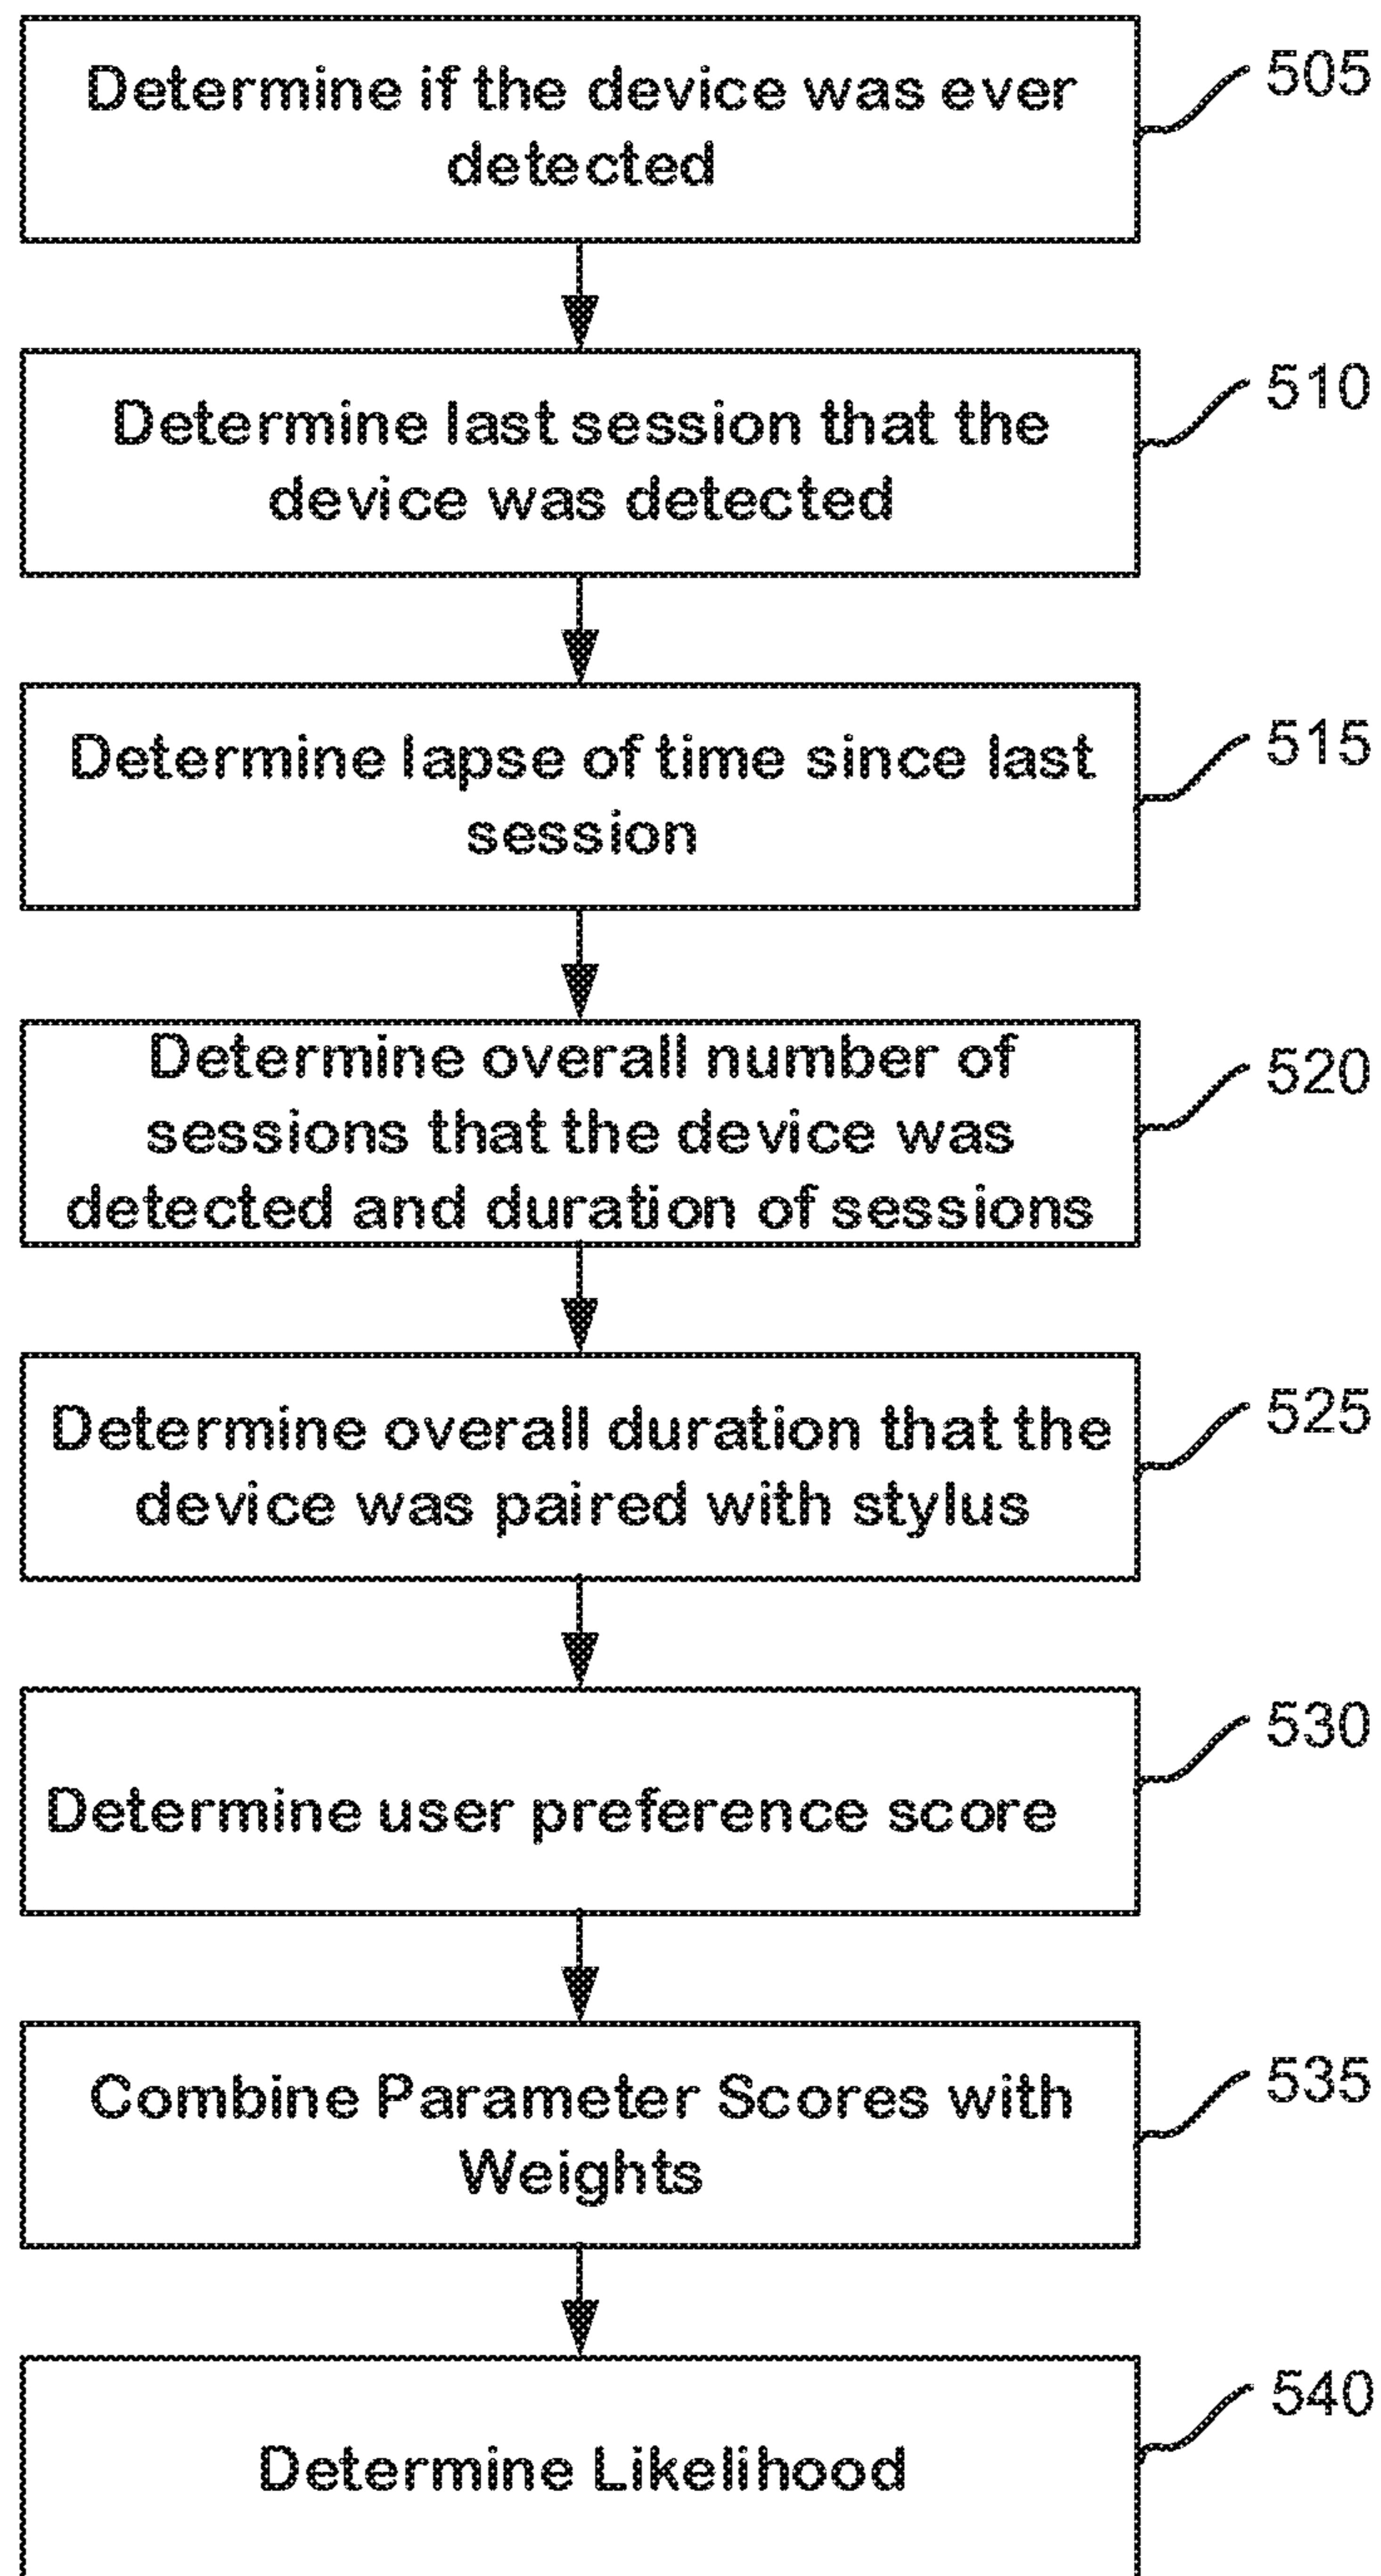 Determine if the device was ever
detected
505
Determine last session that the
device was detected
510
Determine lapse of time since last
session
515
Determine overall number of
sessions that the device was
detected and duration of sessions
520
Determine overall duration that the
device was paired with stylus
525
Determine user preference score
530
Combine Parameter Scores with
Weights
535
Determine Likelihood
540